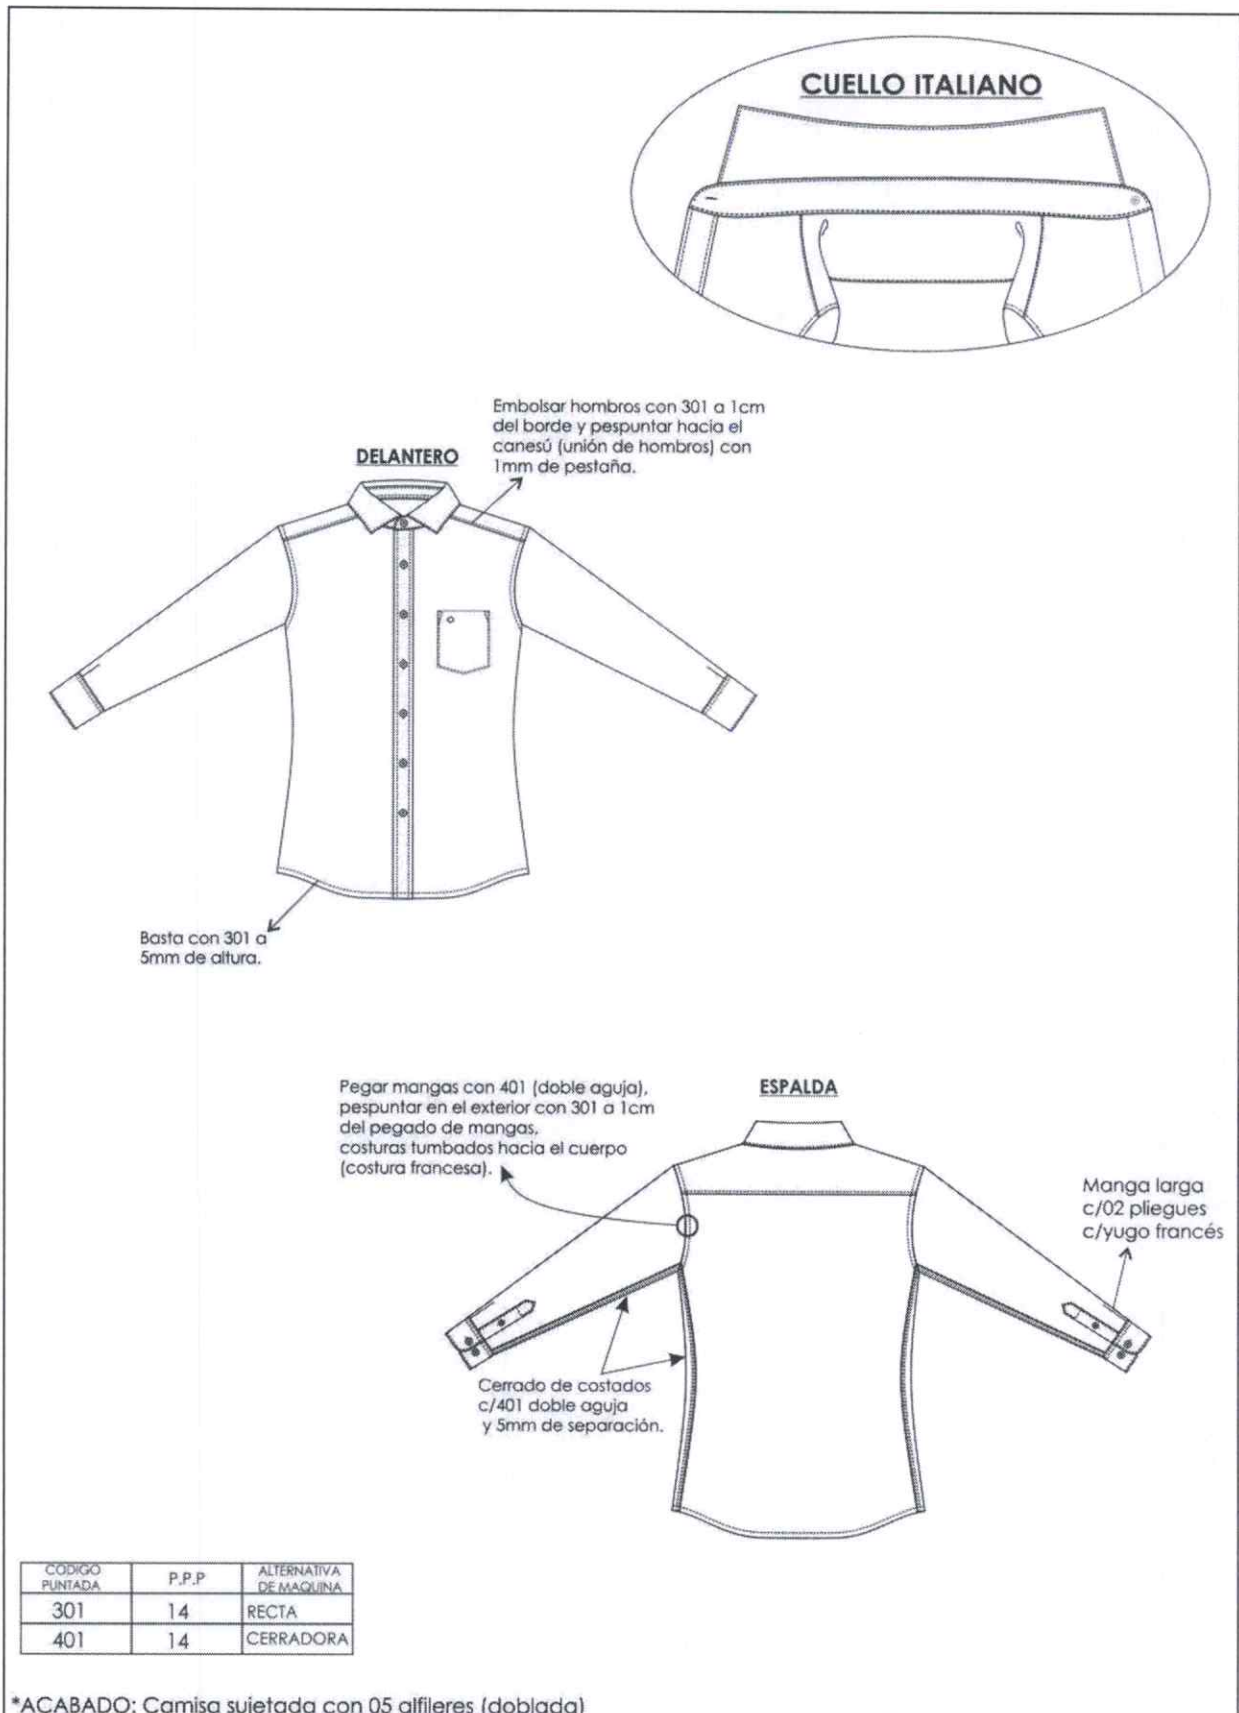 CUELLO ITALIANO
Embolsar hombros con 301 a 1cm
del borde y pespuntar hacia el
canesú (unión de hombros) con
1mm de pestaña.
DELANTERO
Basta con 301 a
5mm de altura.
Pegar mangas con 401 (doble aguja),
pespuntar en el exterior con 301 a 1cm
del pegado de mangas,
costuras tumbados hacia el cuerpo
(costura francesa).
ESPALDA
Manga larga
c/02 pliegues
c/yugo francés
Cerrado de costados
c/401 doble aguja
y 5mm de separación.
CODIGO PUNTADA P.P.P ALTERNATIVA DE MAQUINA
301 14 RECTA
401 14 CERRADORA
*ACABADO: Camisa sujetada con 05 alfileres (doblada)